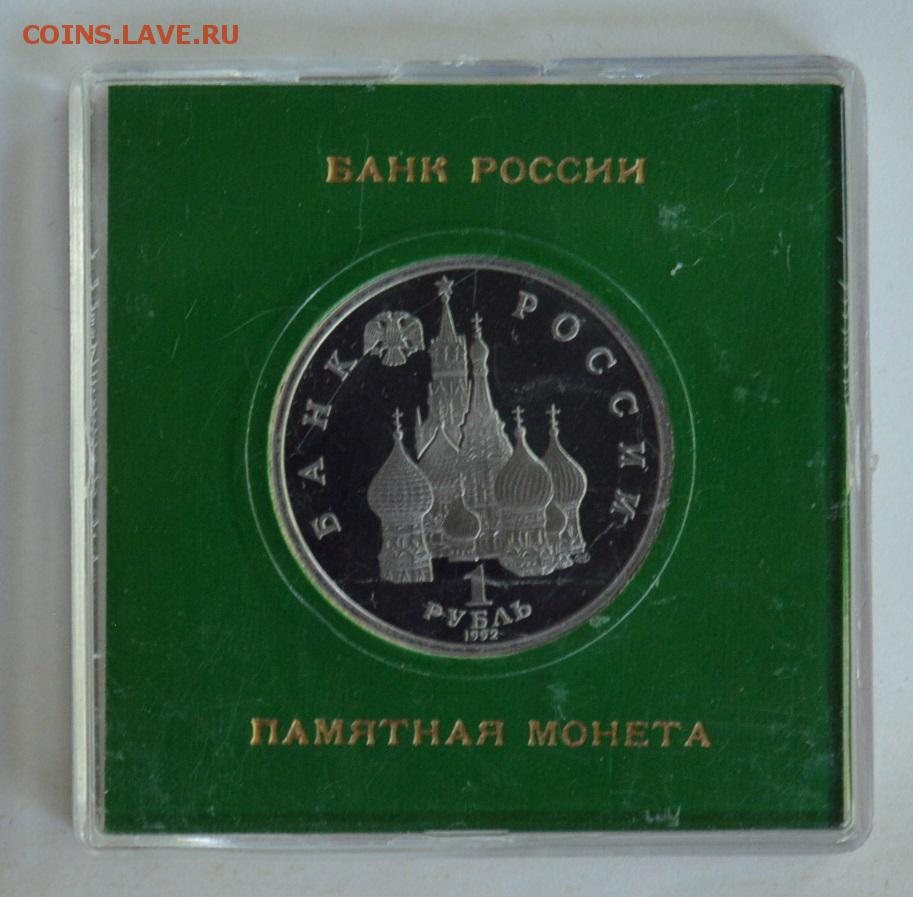 COINS.LAVE.RU
БАНК РОССИИ
БАНК РОССИИ
1
РУБЛЬ
1992
ПАМЯТНАЯ МОНЕТА